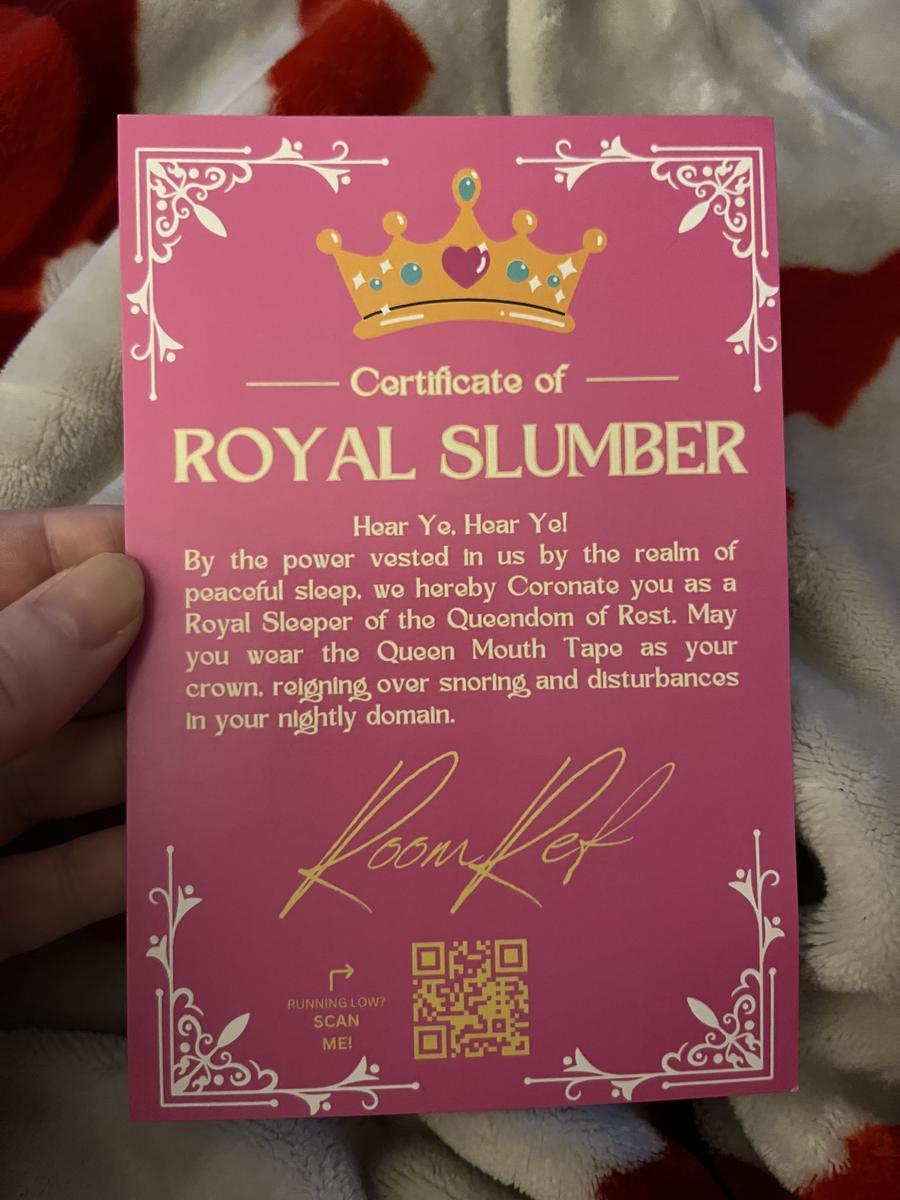 Certificate of
ROYAL SLUMBER
Hear Ye, Hear Ye!
By the power vested in us by the realm of
peaceful sleep, we hereby Coronate you as a
Royal Sleeper of the Queendom of Rest. May
you wear the Queen Mouth Tape as your
crown, reigning over snoring and disturbances
in your nightly domain.
Room Ref
RUNNING LOW?
SCAN
ME!